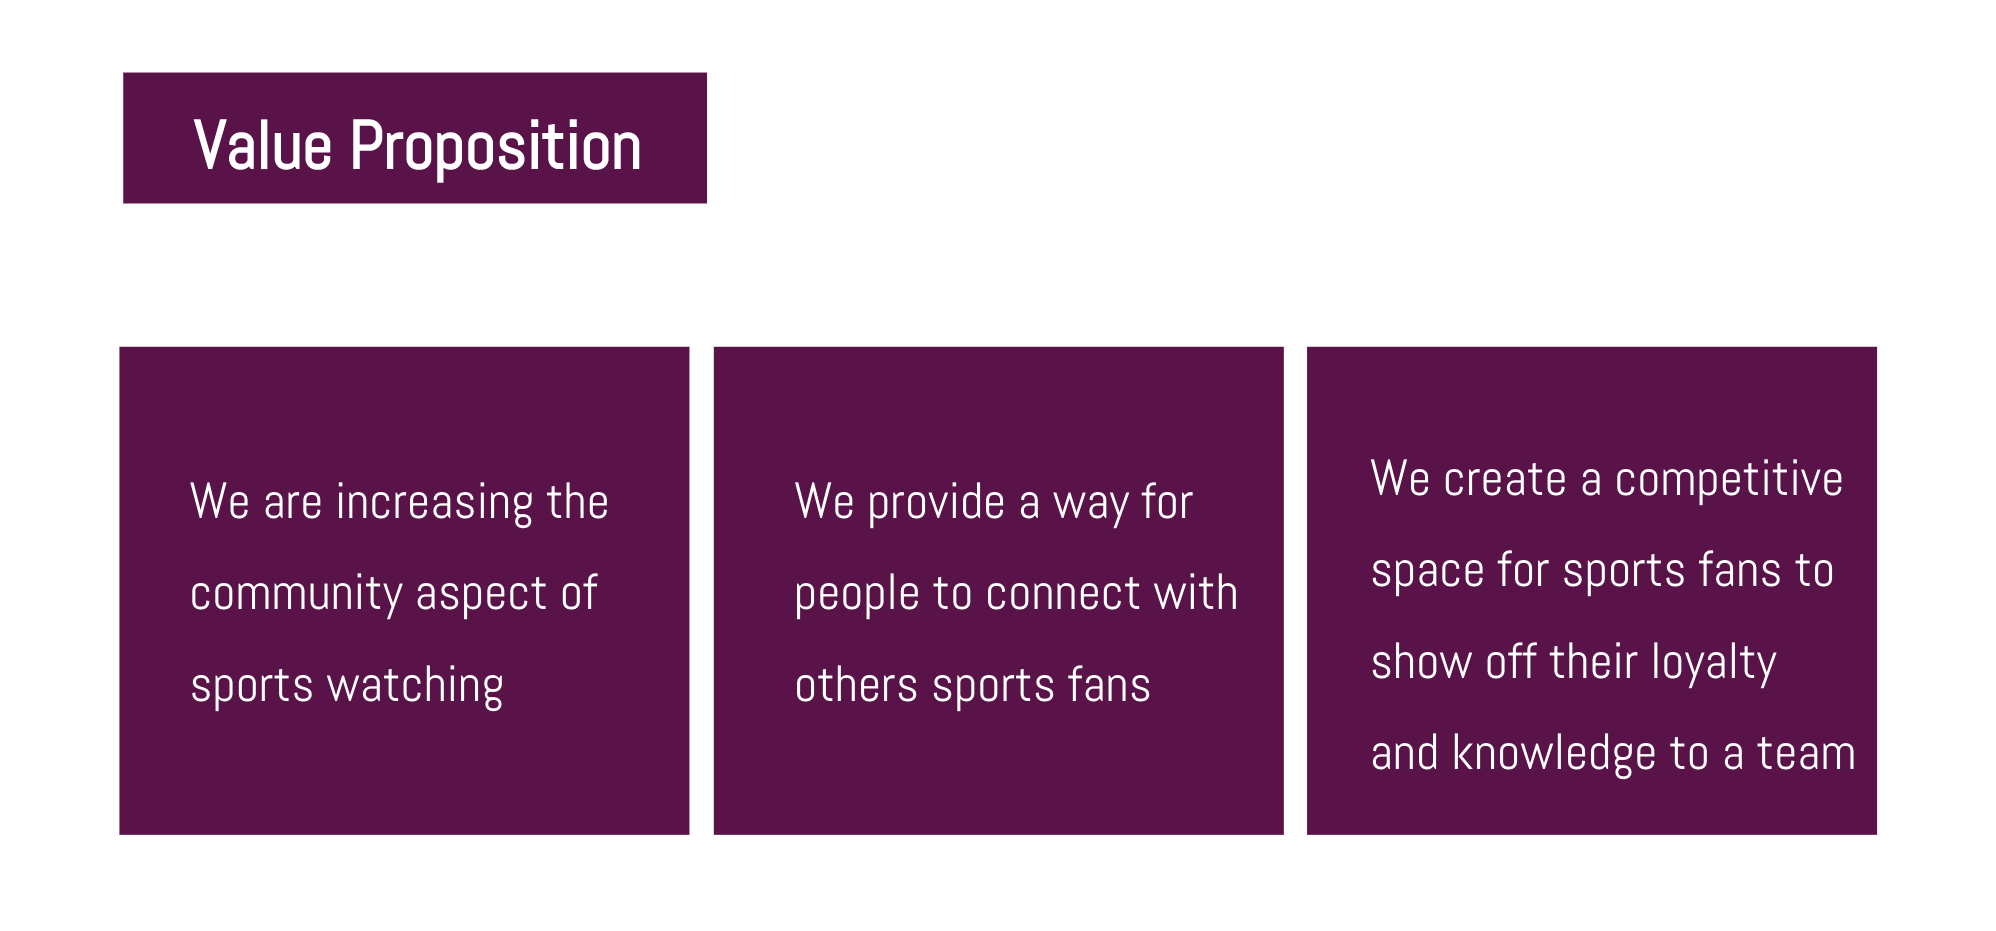 Value Proposition
We are increasing the
community aspect of
sports watching
We provide a way for
people to connect with
others sports fans
We create a competitive
space for sports fans to
show off their loyalty
and knowledge to a team